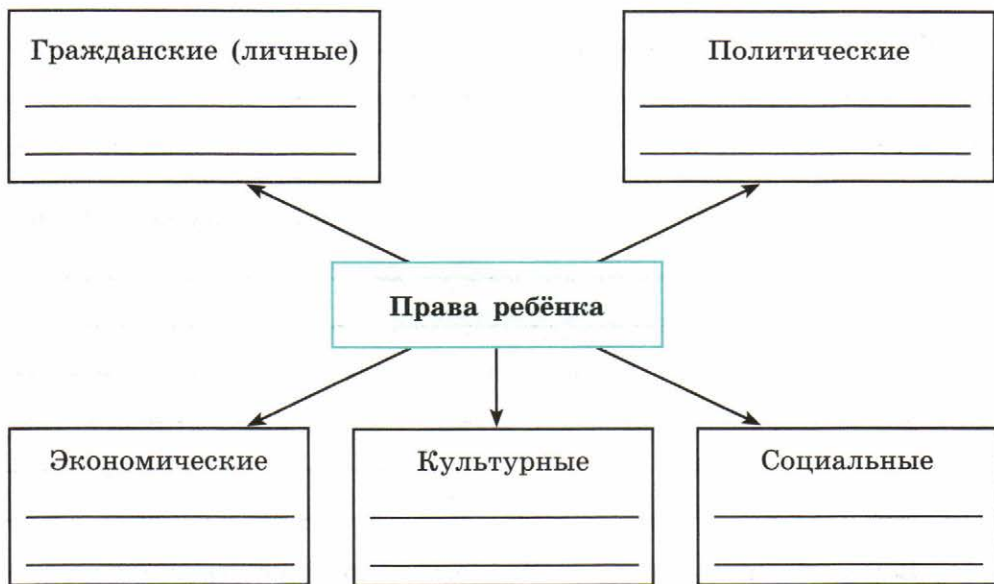 Гражданские (личные)
Политические
Права ребёнка
Экономические
Культурные
Социальные